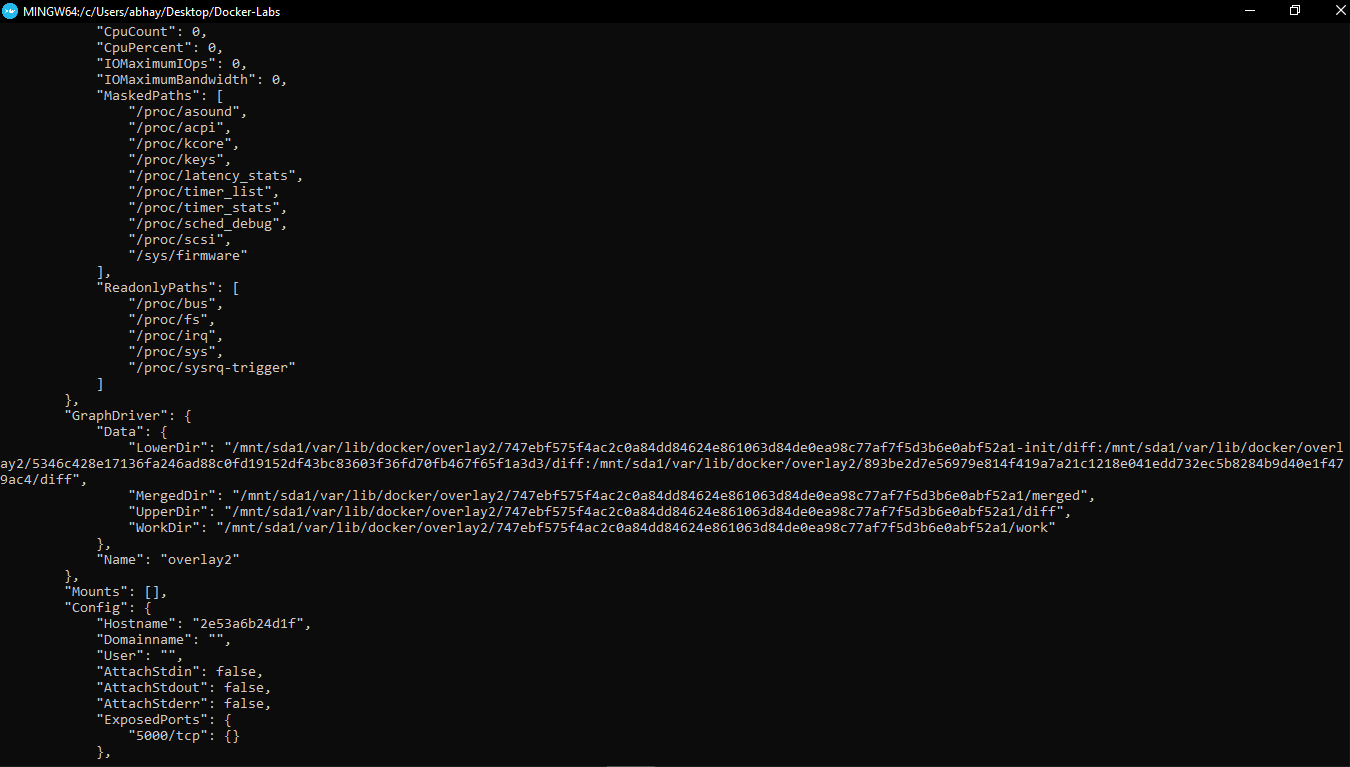 MINGW64:/c/Users/abhay/Desktop/Docker-Labs
            "CpuCount": 0,
            "CpuPercent": 0,
            "IOMaximumIOps": 0,
            "IOMaximumBandwidth": 0,
            "MaskedPaths": [
                "/proc/asound",
                "/proc/acpi",
                "/proc/kcore",
                "/proc/keys",
                "/proc/latency_stats",
                "/proc/timer_list",
                "/proc/timer_stats",
                "/proc/sched_debug",
                "/proc/scsi",
                "/sys/firmware"
            ],
            "ReadonlyPaths": [
                "/proc/bus",
                "/proc/fs",
                "/proc/irq",
                "/proc/sys",
                "/proc/sysrq-trigger"
            ]
        },
        "GraphDriver": {
            "Data": {
                "LowerDir": "/mnt/sda1/var/lib/docker/overlay2/747ebf575f4ac2c0a84dd84624e861063d84de0ea98c77af7f5d3b6e0abf52a1-init/diff:/mnt/sda1/var/lib/docker/overl
ay2/5346c428e17136fa246ad88c0fd19152df43bc83603f36fd70fb467f65f1a3d3/diff:/mnt/sda1/var/lib/docker/overlay2/893be2d7e56979e814f419a7a21c1218e041edd732ec5b8284b9d40e1f47
9ac4/diff",
                "MergedDir": "/mnt/sda1/var/lib/docker/overlay2/747ebf575f4ac2c0a84dd84624e861063d84de0ea98c77af7f5d3b6e0abf52a1/merged",
                "UpperDir": "/mnt/sda1/var/lib/docker/overlay2/747ebf575f4ac2c0a84dd84624e861063d84de0ea98c77af7f5d3b6e0abf52a1/diff",
                "WorkDir": "/mnt/sda1/var/lib/docker/overlay2/747ebf575f4ac2c0a84dd84624e861063d84de0ea98c77af7f5d3b6e0abf52a1/work"
            },
            "Name": "overlay2"
        },
        "Mounts": [],
        "Config": {
            "Hostname": "2e53a6b24d1f",
            "Domainname": "",
            "User": "",
            "AttachStdin": false,
            "AttachStdout": false,
            "AttachStderr": false,
            "ExposedPorts": {
                "5000/tcp": {}
            },